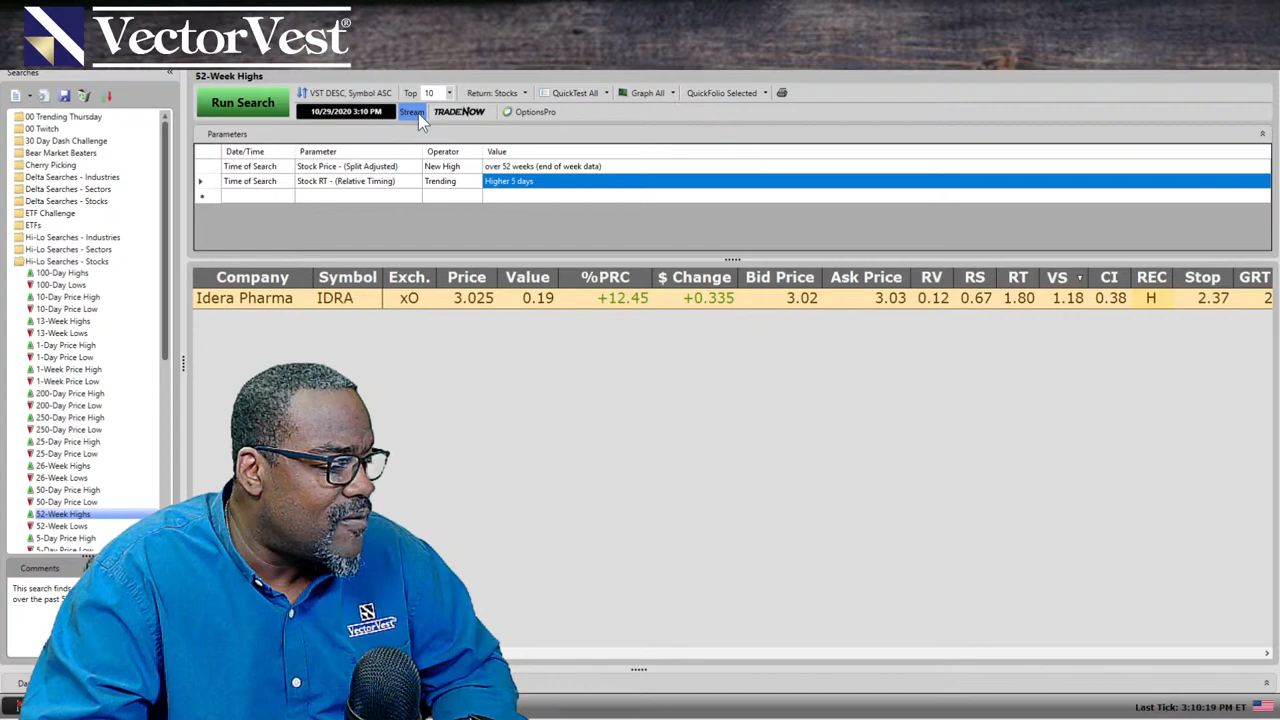 VectorVest®
Searches
52-Week Highs
Run Search
VST DESC, Symbol ASC
Top 10
Return: Stocks
QuickTest All
Graph All
QuickFolio Selected
10/29/2020 3:10 PM
Stream
TRADENOW
OptionsPro
Parameters
Date/Time Parameter Operator Value
Time of Search Stock Price - (Split Adjusted) New High over 52 weeks (end of week data)
Time of Search Stock RT - (Relative Timing) Trending Higher 5 days
Company Symbol Exch. Price Value %PRC $ Change Bid Price Ask Price RV RS RT VS CI REC Stop GRT
Idera Pharma IDRA xO 3.025 0.19 +12.45 +0.335 3.02 3.03 0.12 0.67 1.80 1.18 0.38 H 2.37 2
00 Trending Thursday
00 Twitch
30 Day Dash Challenge
Bear Market Beaters
Cherry Picking
Delta Searches - Industries
Delta Searches - Sectors
Delta Searches - Stocks
ETF Challenge
ETFs
Hi-Lo Searches - Industries
Hi-Lo Searches - Sectors
Hi-Lo Searches - Stocks
100-Day Highs
100-Day Lows
10-Day Price High
10-Day Price Low
13-Week Highs
13-Week Lows
1-Day Price High
1-Day Price Low
1-Week Price High
1-Week Price Low
200-Day Price High
200-Day Price Low
250-Day Price High
250-Day Price Low
25-Day Price High
25-Day Price Low
26-Week Highs
26-Week Lows
50-Day Price High
50-Day Price Low
52-Week Highs
52-Week Lows
5-Day Price High
5-Day Price Low
Comments
This search finds
over the past 5
VectorVest
Last Tick: 3:10:19 PM ET